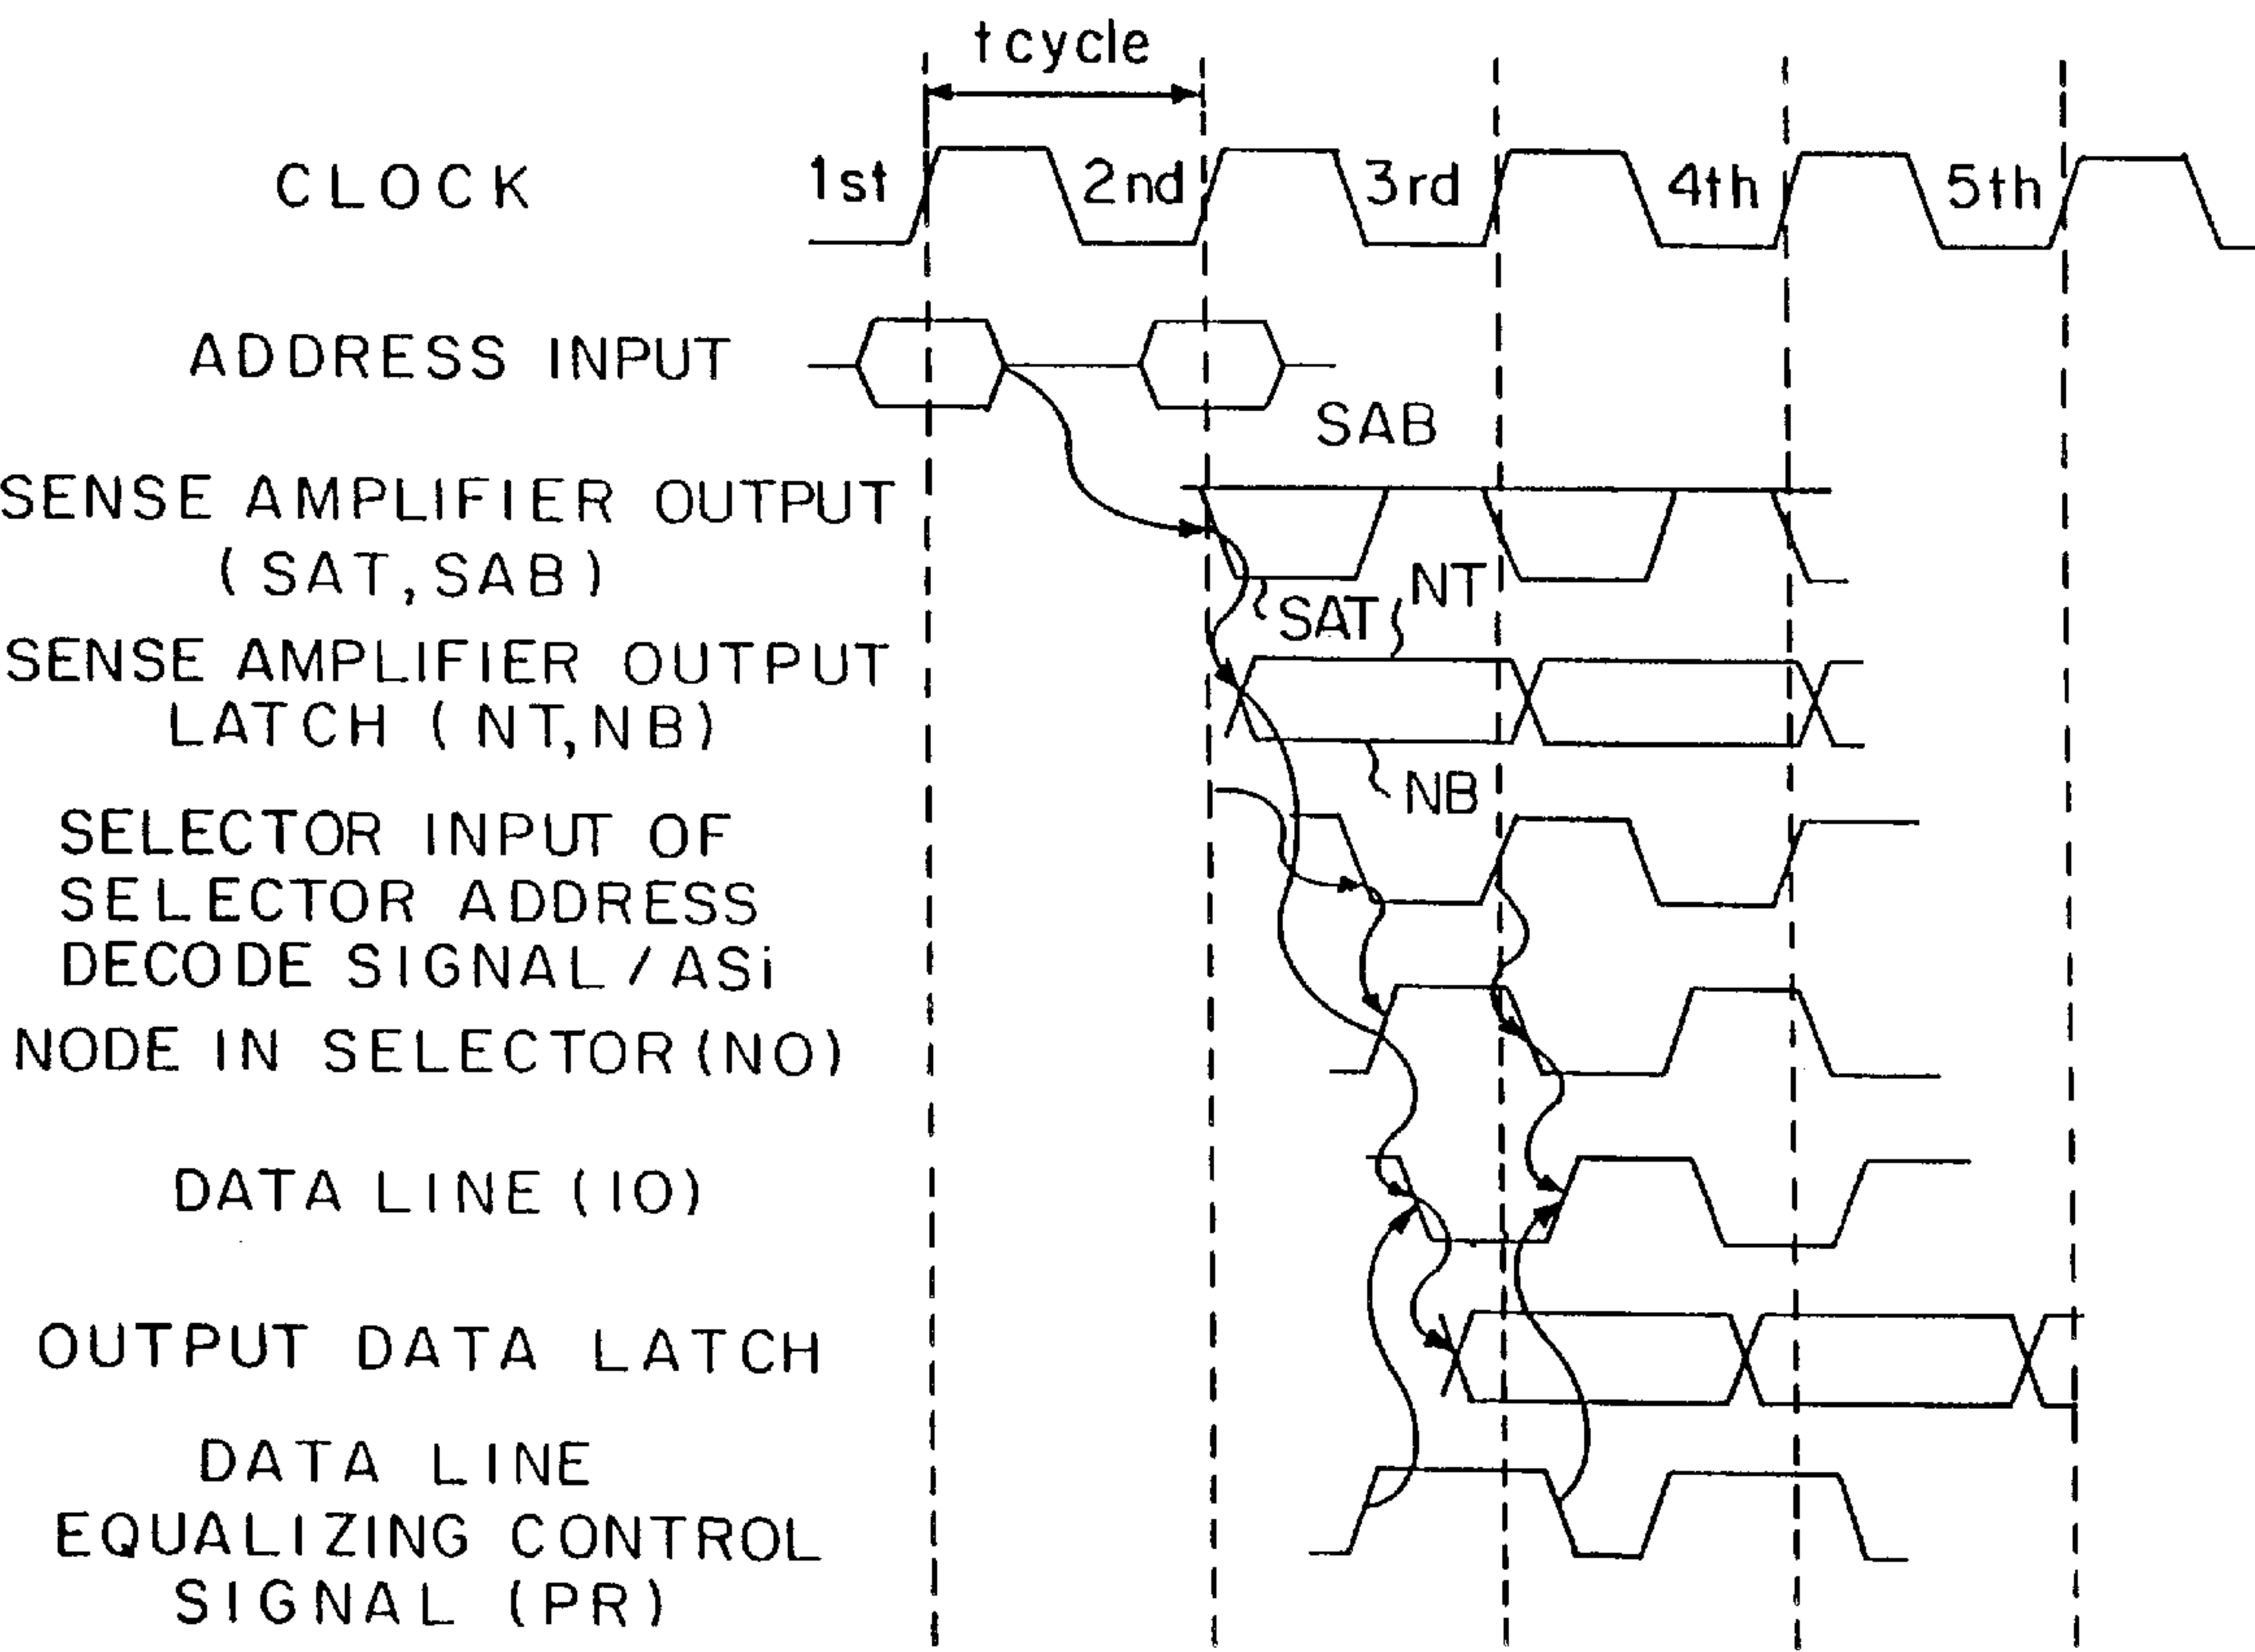 t cycle
CLOCK
1st
2nd
3rd
4th
5th
ADDRESS INPUT
SAB
SENSE AMPLIFIER OUTPUT
(SAT,SAB)
SAT
NT
SENSE AMPLIFIER OUTPUT
LATCH (NT,NB)
NB
SELECTOR INPUT OF
SELECTOR ADDRESS
DECODE SIGNAL /ASi
NODE IN SELECTOR(NO)
DATA LINE (IO)
OUTPUT DATA LATCH
DATA LINE
EQUALIZING CONTROL
SIGNAL (PR)